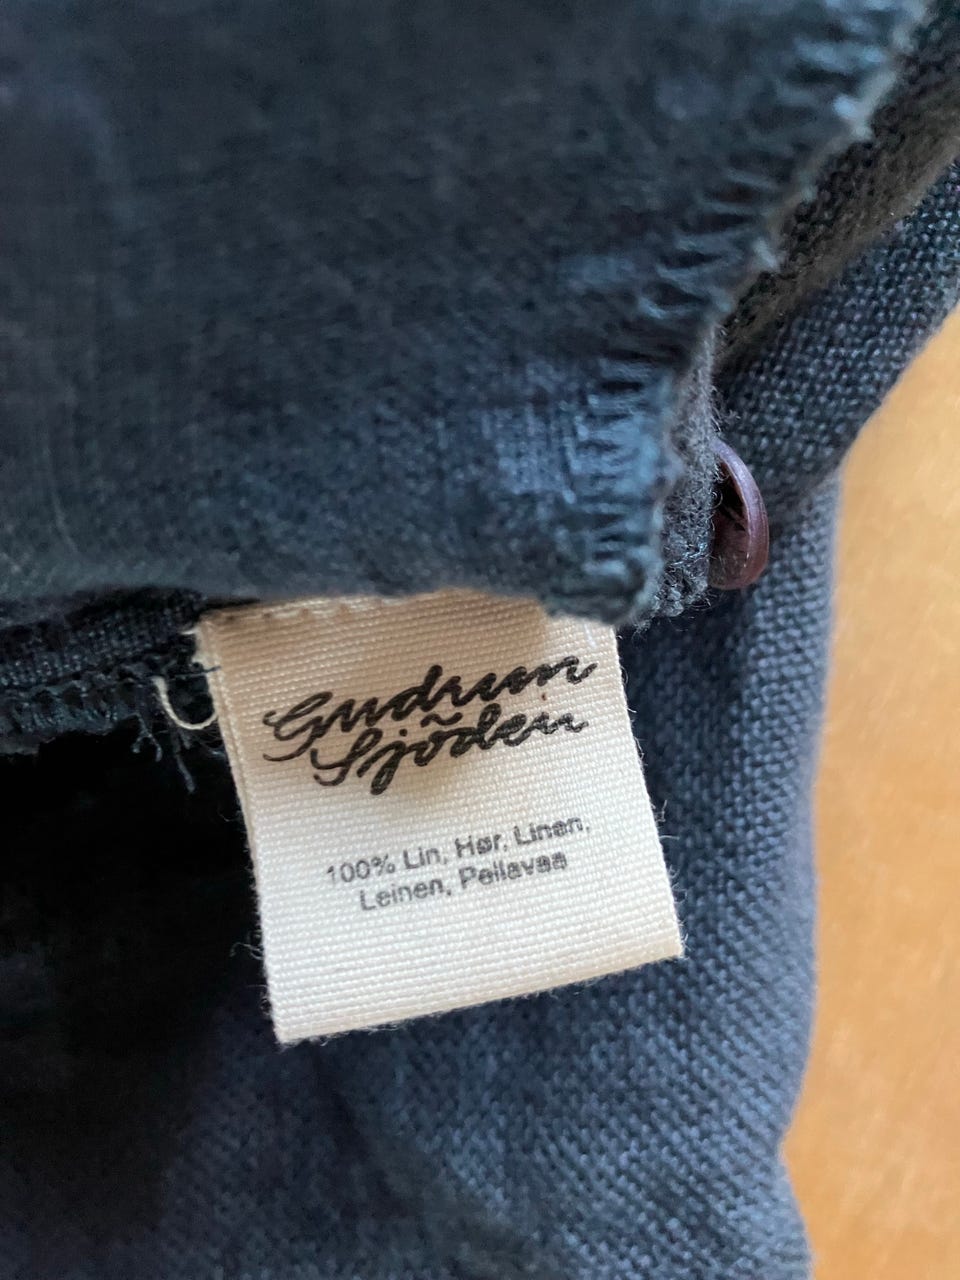 Gudrun
Sjödén
100% Lin, Hør, Linen,
Leinen, Pellavaa